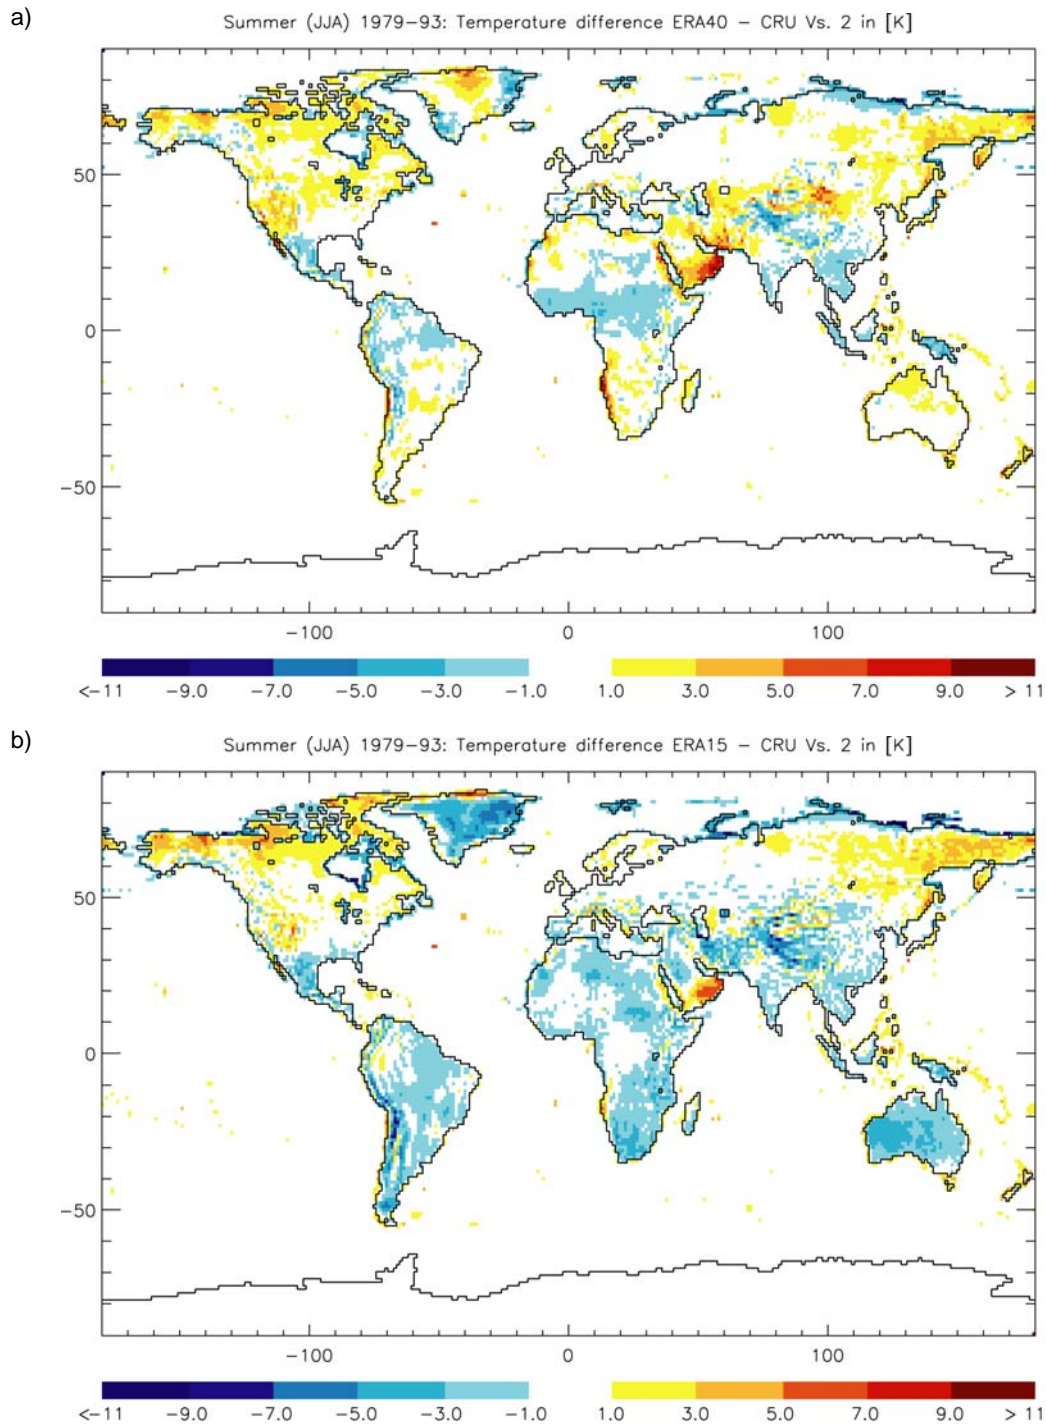 a)
Summer (JJA) 1979-93: Temperature difference ERA40 - CRU Vs. 2 in [K]
50
0
-50
-100 0 100
<-11 -9.0 -7.0 -5.0 -3.0 -1.0 1.0 3.0 5.0 7.0 9.0 > 11
b)
Summer (JJA) 1979-93: Temperature difference ERA15 - CRU Vs. 2 in [K]
50
0
-50
-100 0 100
<-11 -9.0 -7.0 -5.0 -3.0 -1.0 1.0 3.0 5.0 7.0 9.0 > 11